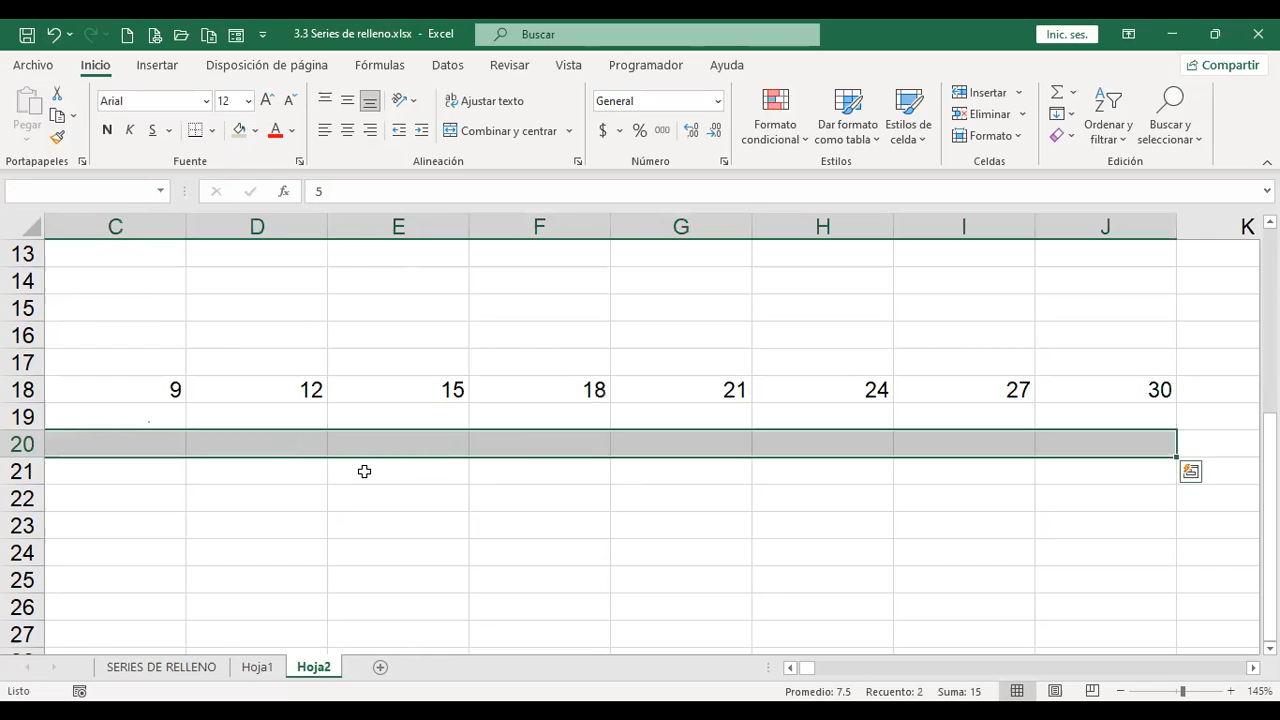 3.3 Series de relleno.xlsx - Excel
Buscar
Inic. ses.
Archivo Inicio Insertar Disposición de página Fórmulas Datos Revisar Vista Programador Ayuda Compartir
Pegar
Portapapeles
Arial 12
N K S
Fuente
Ajustar texto
Combinar y centrar
Alineación
General
$ % 000
Número
Formato condicional
Dar formato como tabla
Estilos de celda
Estilos
Insertar
Eliminar
Formato
Celdas
Ordenar y filtrar
Buscar y seleccionar
Edición
fx 5
C D E F G H I J K
13
14
15
16
17
18 9 12 15 18 21 24 27 30
19
20
21
22
23
24
25
26
27
SERIES DE RELLENO Hoja1 Hoja2
Listo Promedio: 7.5 Recuento: 2 Suma: 15 145%